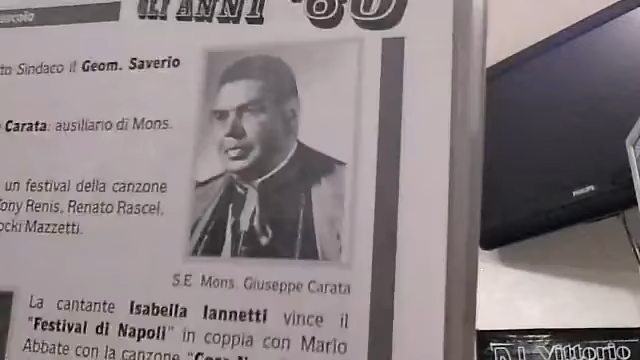 GLI ANNI '60
to Sindaco il Geom. Saverio
Carata: ausiliario di Mons.
un festival della canzone
Tony Renis, Renato Rascel,
ocki Mazzetti.
S.E. Mons. Giuseppe Carata
La cantante Isabella Iannetti vince il
"Festival di Napoli" in coppia con Mario
Abbate con la canzone "Cora
PHILIPS
Vittorio